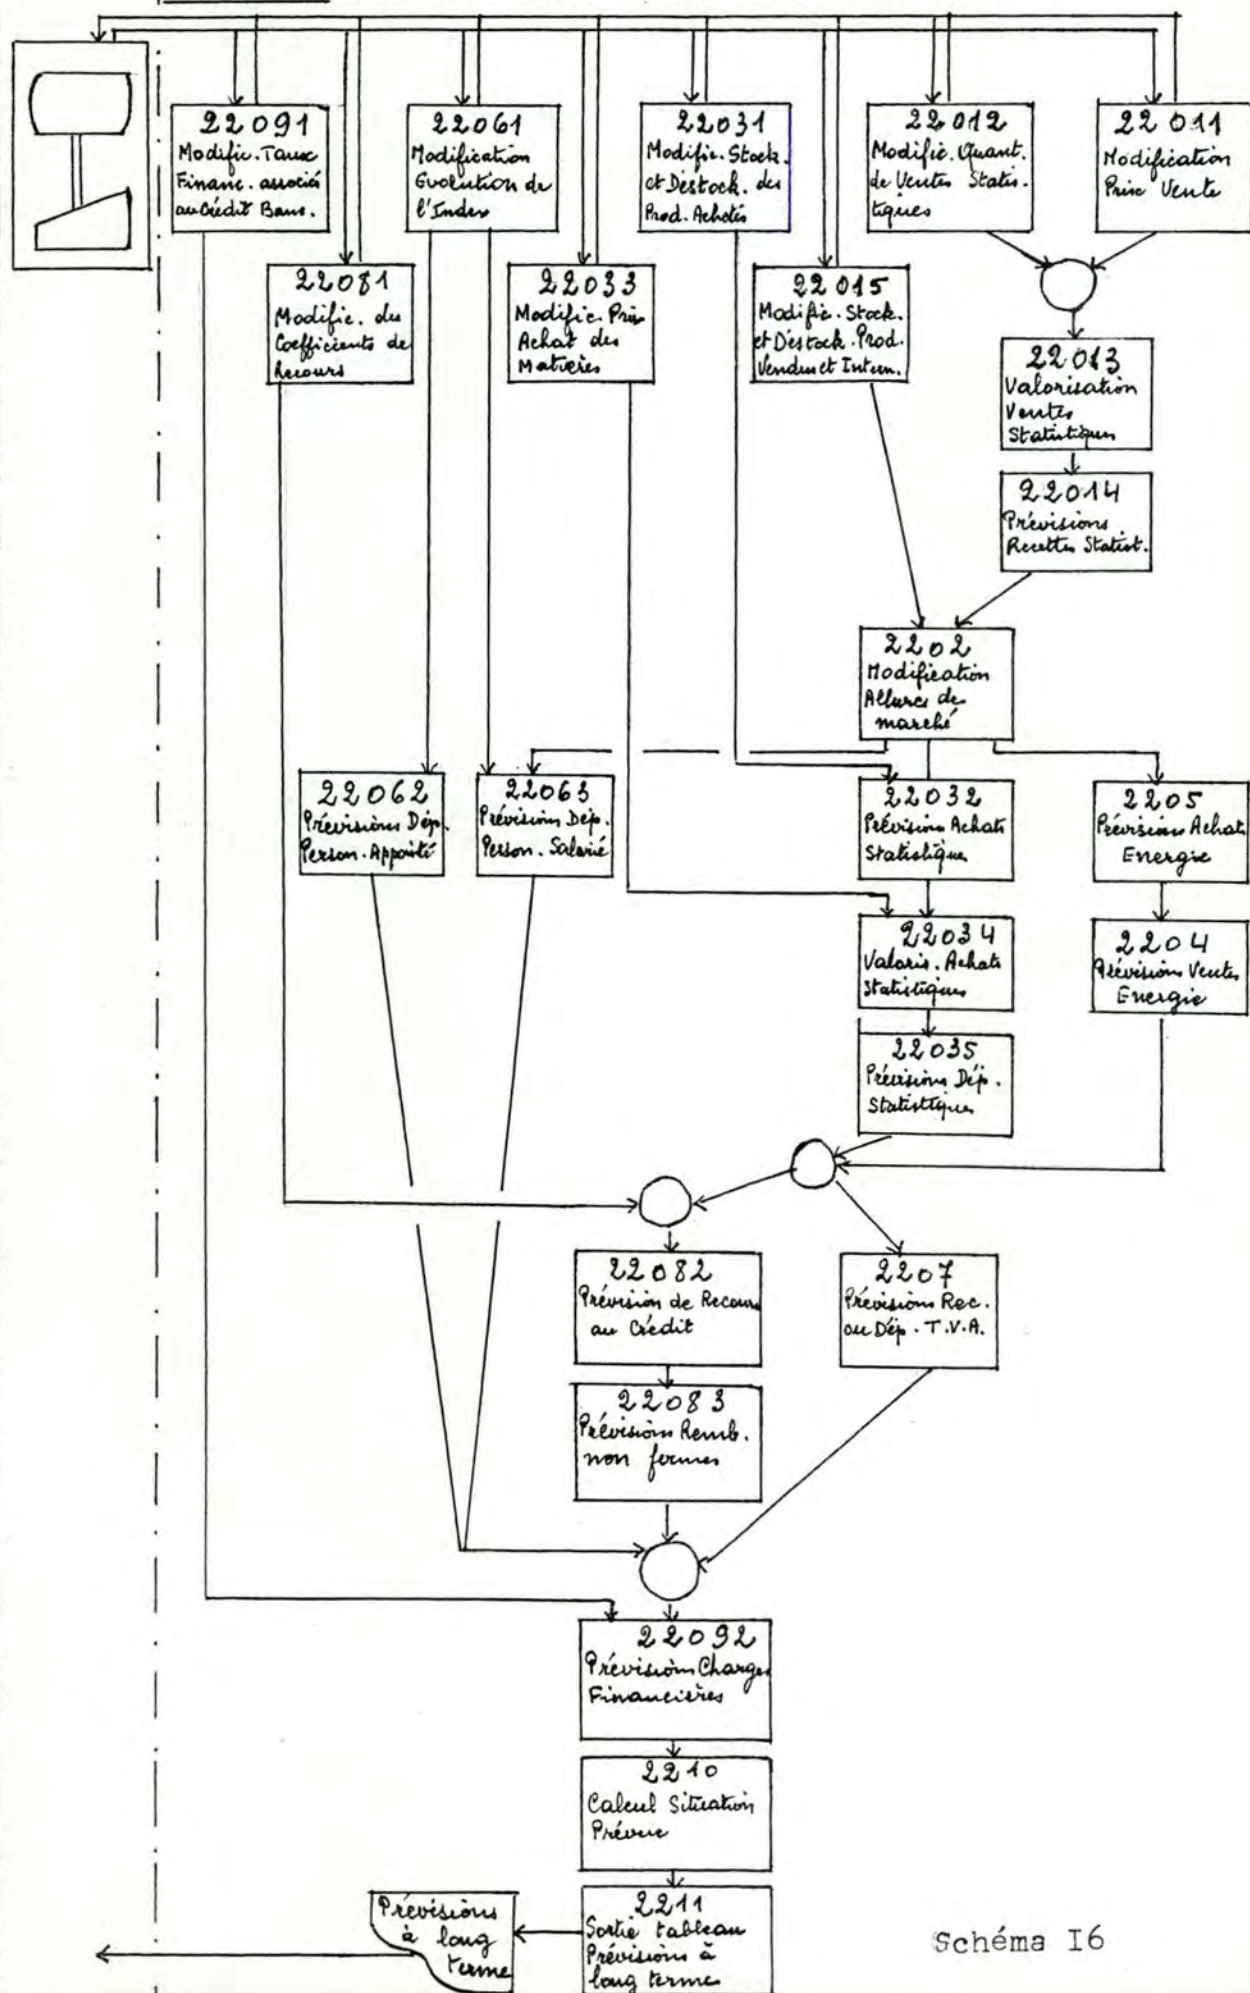 22091
Modific. Taux
Financ. associés
au Crédit Banc.
22061
Modification
Evolution de
l'Index
22031
Modific. Stock.
et Déstock. des
Prod. Achetés
22012
Modific. Quant.
de Ventes Statis-
tiques
22011
Modification
Prix Vente
22081
Modific. des
Coefficients de
Recours
22033
Modific. Prix
Achat des
Matières
22015
Modific. Stock.
et Déstock. Prod.
Vendus et Intern.
22013
Valorisation
Ventes
Statistiques
22014
Prévisions
Recettes Statist.
2202
Modification
Allures de
marché
22062
Prévisions Dép.
Person. Appointé
22063
Prévisions Dép.
Person. Salarié
22032
Prévision Achats
Statistiques
2205
Prévisions Achats
Energie
22034
Valoris. Achats
Statistiques
2204
Prévisions Ventes
Energie
22035
Prévisions Dép.
Statistiques
22082
Prévision de Recours
au Crédit
2207
Prévisions Rec.
ou Dép. T.V.A.
22083
Prévisions Remb.
non fermes
22092
Prévisions Charges
Financières
2210
Calcul Situation
Prévue
2211
Sortie tableau
Prévisions à
long terme
Prévisions
à long
terme
Schéma I6